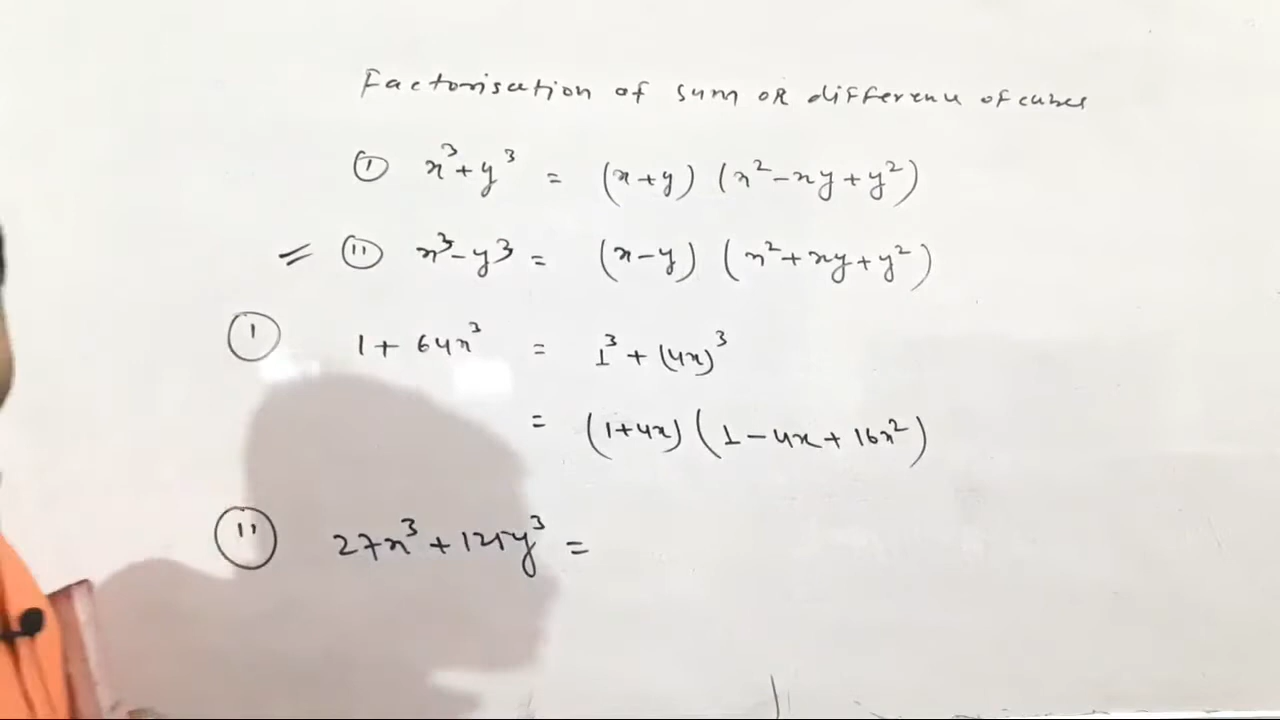 Factorisation of sum OR difference of cubes
(i) x³+y³ = (x+y) (x²-xy+y²)
(ii) x³-y³ = (x-y) (x²+xy+y²)
(i) 1+64x³ = 1³+(4x)³
= (1+4x) (1-4x+16x²)
(ii) 27x³+125y³ =